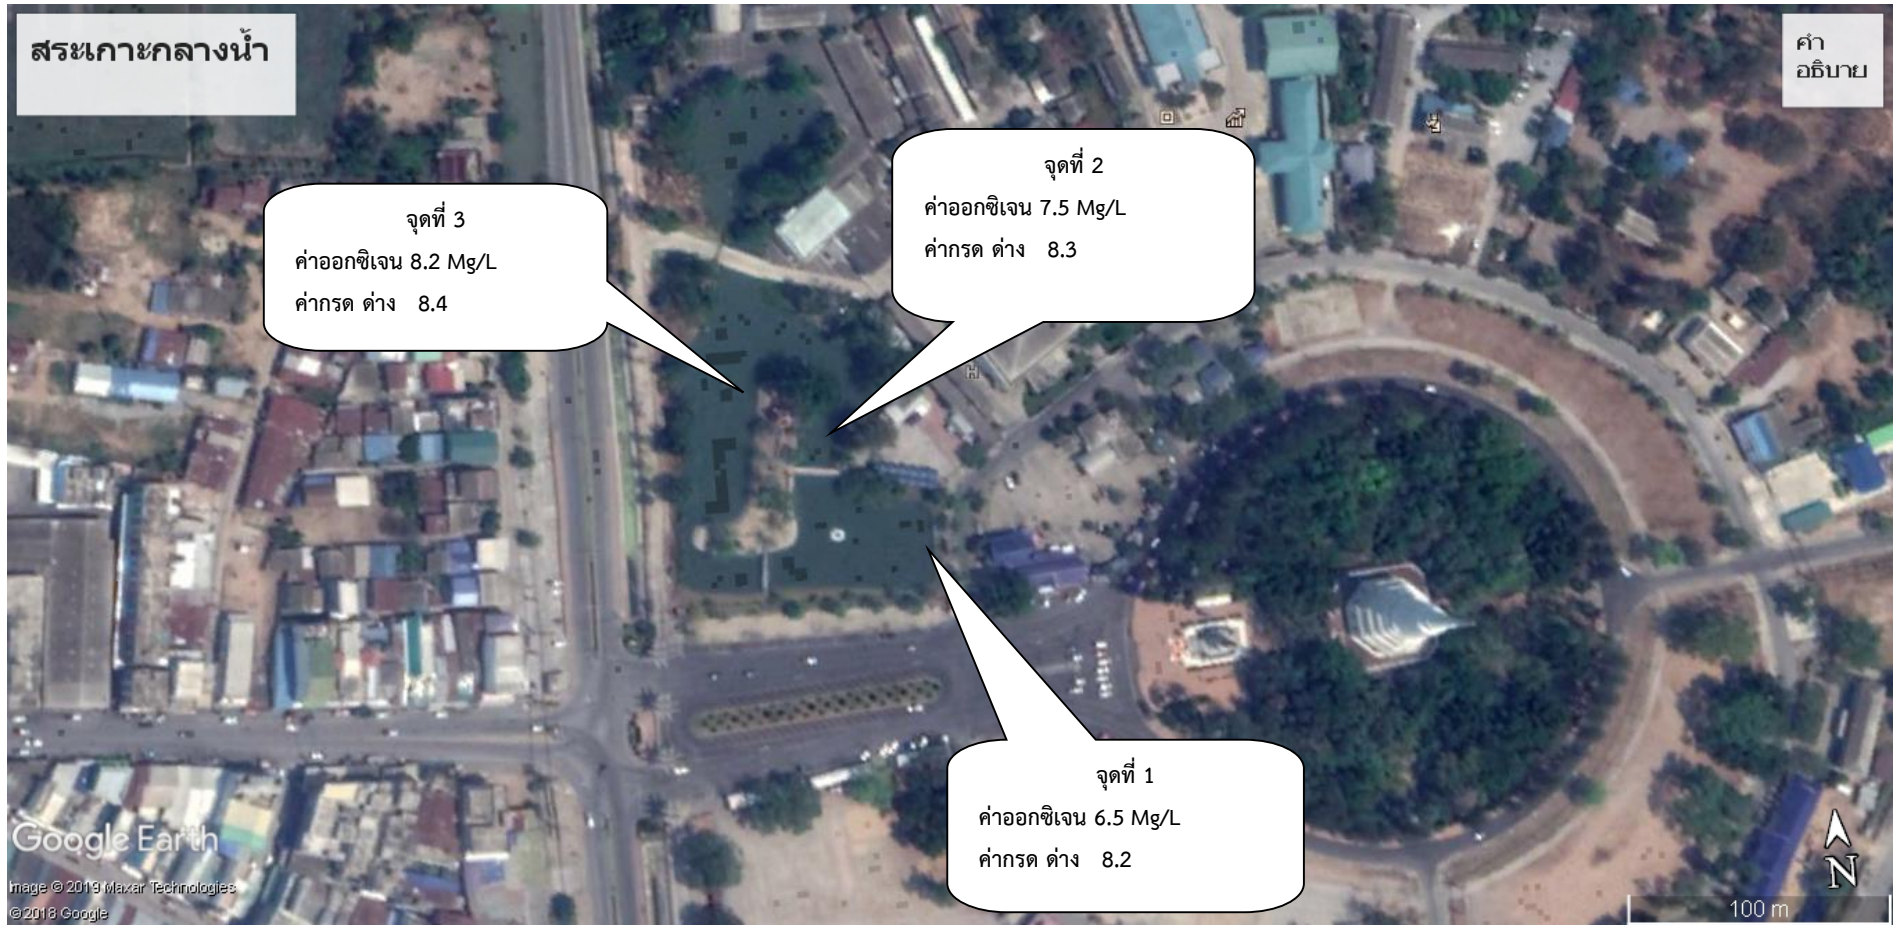 สระเกาะกลางน้ำ
คำ
อธิบาย
จุดที่ 2
ค่าออกซิเจน 7.5 Mg/L
ค่ากรด ด่าง 8.3
จุดที่ 3
ค่าออกซิเจน 8.2 Mg/L
ค่ากรด ด่าง 8.4
จุดที่ 1
ค่าออกซิเจน 6.5 Mg/L
ค่ากรด ด่าง 8.2
Google Earth
Image © 2019 Maxar Technologies
© 2018 Google
N
100 m